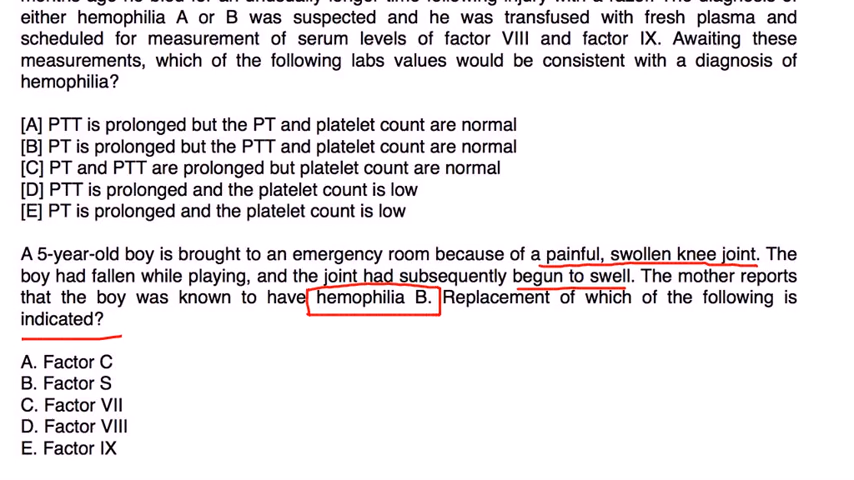 either hemophilia A or B was suspected and he was transfused with fresh plasma and
scheduled for measurement of serum levels of factor VIII and factor IX. Awaiting these
measurements, which of the following labs values would be consistent with a diagnosis of
hemophilia?
[A] PTT is prolonged but the PT and platelet count are normal
[B] PT is prolonged but the PTT and platelet count are normal
[C] PT and PTT are prolonged but platelet count are normal
[D] PTT is prolonged and the platelet count is low
[E] PT is prolonged and the platelet count is low
A 5-year-old boy is brought to an emergency room because of a painful, swollen knee joint. The
boy had fallen while playing, and the joint had subsequently begun to swell. The mother reports
that the boy was known to have hemophilia B. Replacement of which of the following is
indicated?
A. Factor C
B. Factor S
C. Factor VII
D. Factor VIII
E. Factor IX